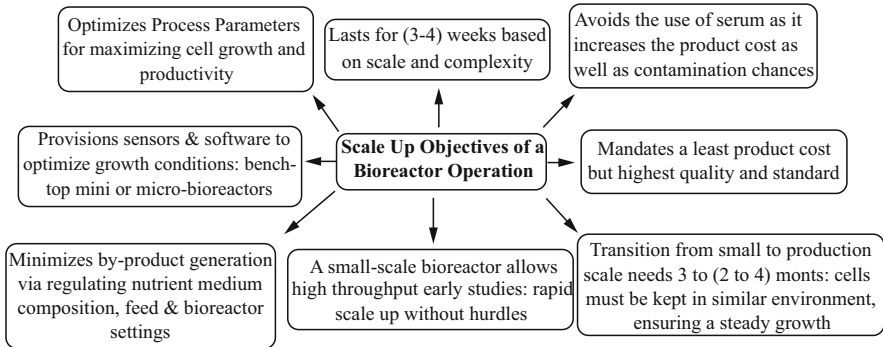 Optimizes Process Parameters
for maximizing cell growth and
productivity
Lasts for (3-4) weeks based
on scale and complexity
Avoids the use of serum as it
increases the product cost as
well as contamination chances
Provisions sensors & software to
optimize growth conditions: bench-
top mini or micro-bioreactors
Scale Up Objectives of a
Bioreactor Operation
Mandates a least product cost
but highest quality and standard
Minimizes by-product generation
via regulating nutrient medium
composition, feed & bioreactor
settings
A small-scale bioreactor allows
high throughput early studies: rapid
scale up without hurdles
Transition from small to production
scale needs 3 to (2 to 4) monts: cells
must be kept in similar environment,
ensuring a steady growth